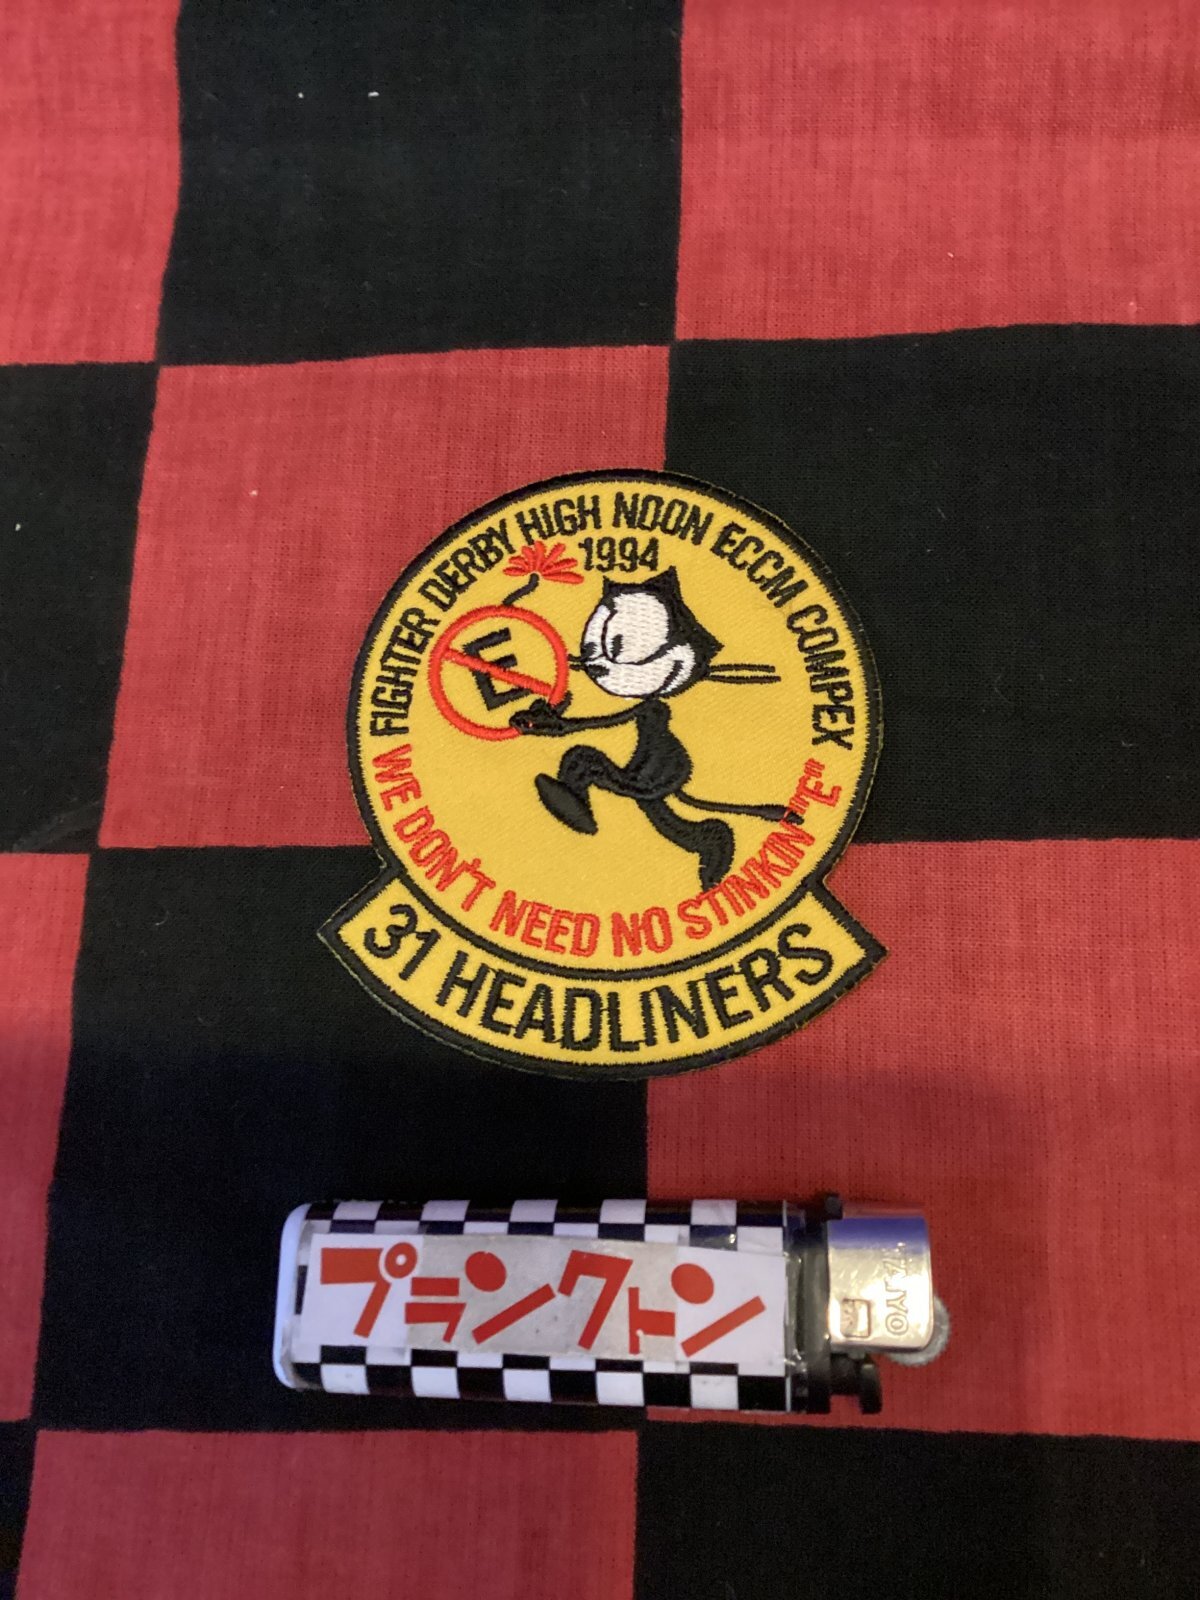 FIGHTER DERBY HIGH NOON ECCM COMPEX
1994
E
WE DON'T NEED NO STINKIN' "E"
31 HEADLINERS
プランクトン
TAIYO